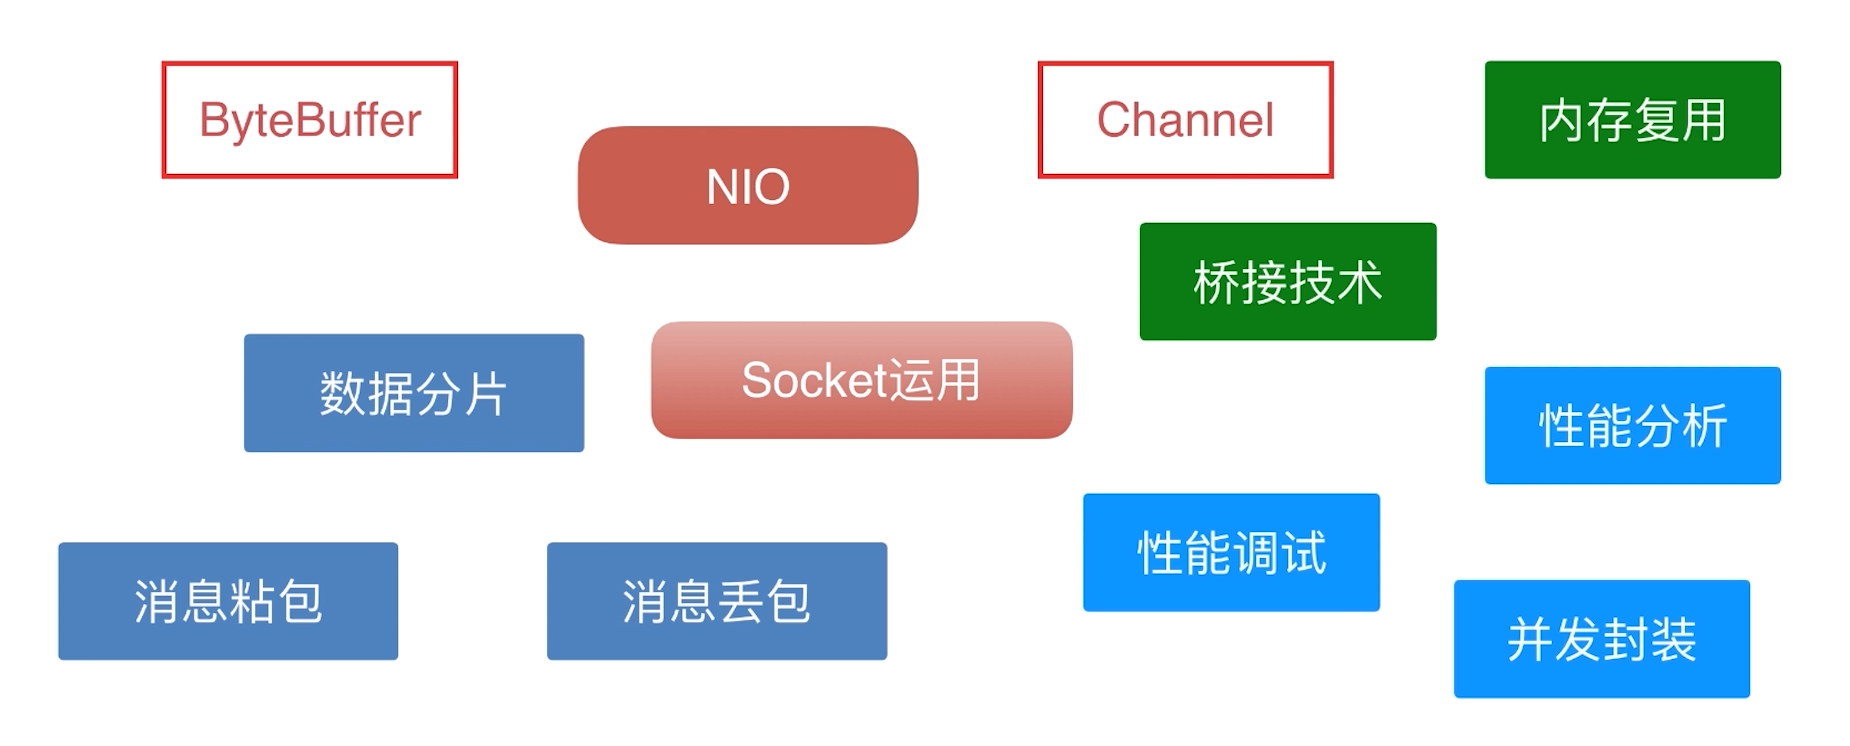 ByteBuffer
Channel
内存复用
NIO
桥接技术
数据分片
Socket运用
性能分析
性能调试
消息粘包
消息丢包
并发封装